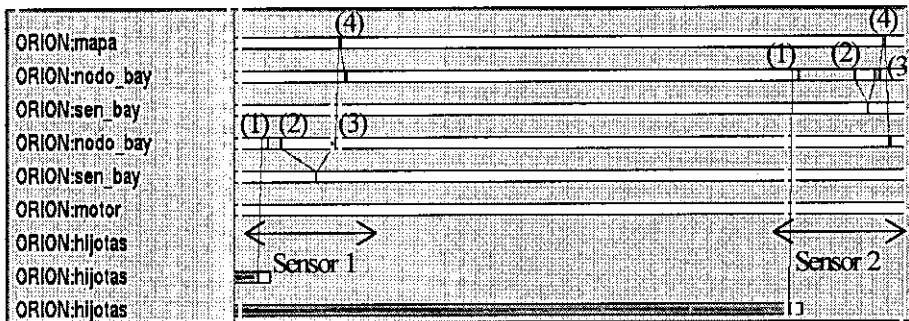 (4) (4)
ORION:mapa
(1) (2)
ORION:nodo_bay (3
ORION:sen_bay
(1) (2) (3)
ORION:nodo_bay
ORION:sen_bay
ORION:motor
ORION:hijotas
Sensor 1 Sensor 2
ORION:hijotas
ORION:hijotas